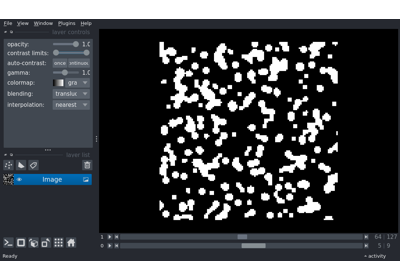 File View Window Plugins Help
layer controls
opacity: 1.0
contrast limits:
auto-contrast: once
gamma: 1.0
colormap: gra
blending: translu
interpolation: nearest
layer list
Image
1 64 127
0 5 9
Ready activity